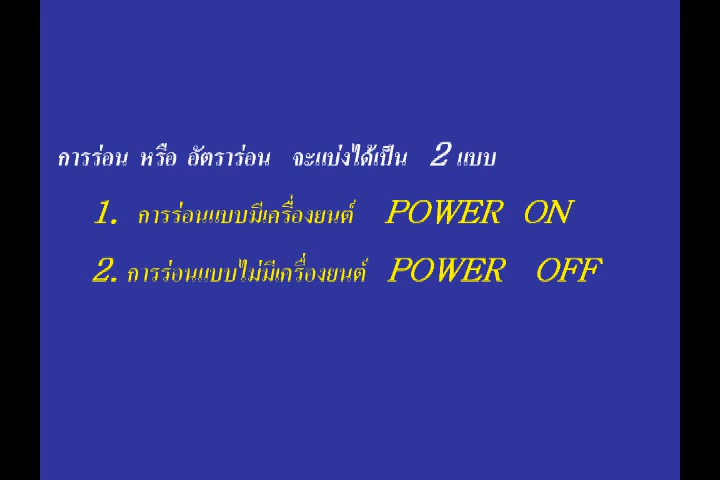 การร่อน หรือ อัตราร่อน จะแบ่งได้เป็น 2 แบบ
1. การร่อนแบบมีเครื่องยนต์ POWER ON
2. การร่อนแบบไม่มีเครื่องยนต์ POWER OFF